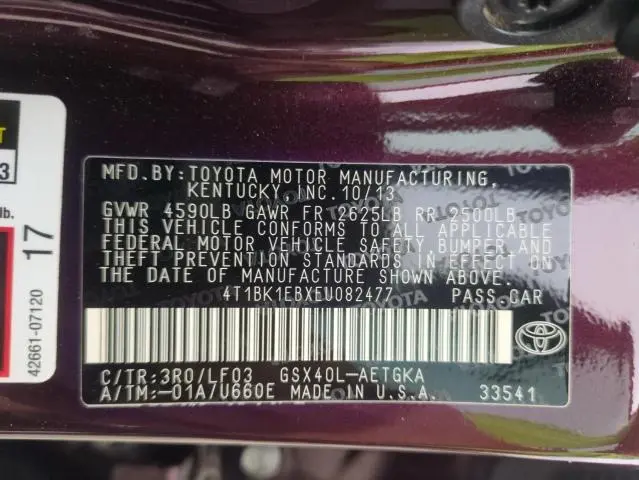 MFD.BY: TOYOTA MOTOR MANUFACTURING,
KENTUCKY, INC. 10/13
GVWR 4590LB GAWR FR 2625LB RR 2500LB
THIS VEHICLE CONFORMS TO ALL APPLICABLE
FEDERAL MOTOR VEHICLE SAFETY, BUMPER AND
THEFT PREVENTION STANDARDS IN EFFECT ON
THE DATE OF MANUFACTURE SHOWN ABOVE.
4T1BK1EBXEU082477 PASS.CAR
C/TR:3R0/LF03 GSX40L-AETGKA
A/TM:-01A/U660E MADE IN U.S.A. 33541
TOYOTA
lb.
17
42661-07120